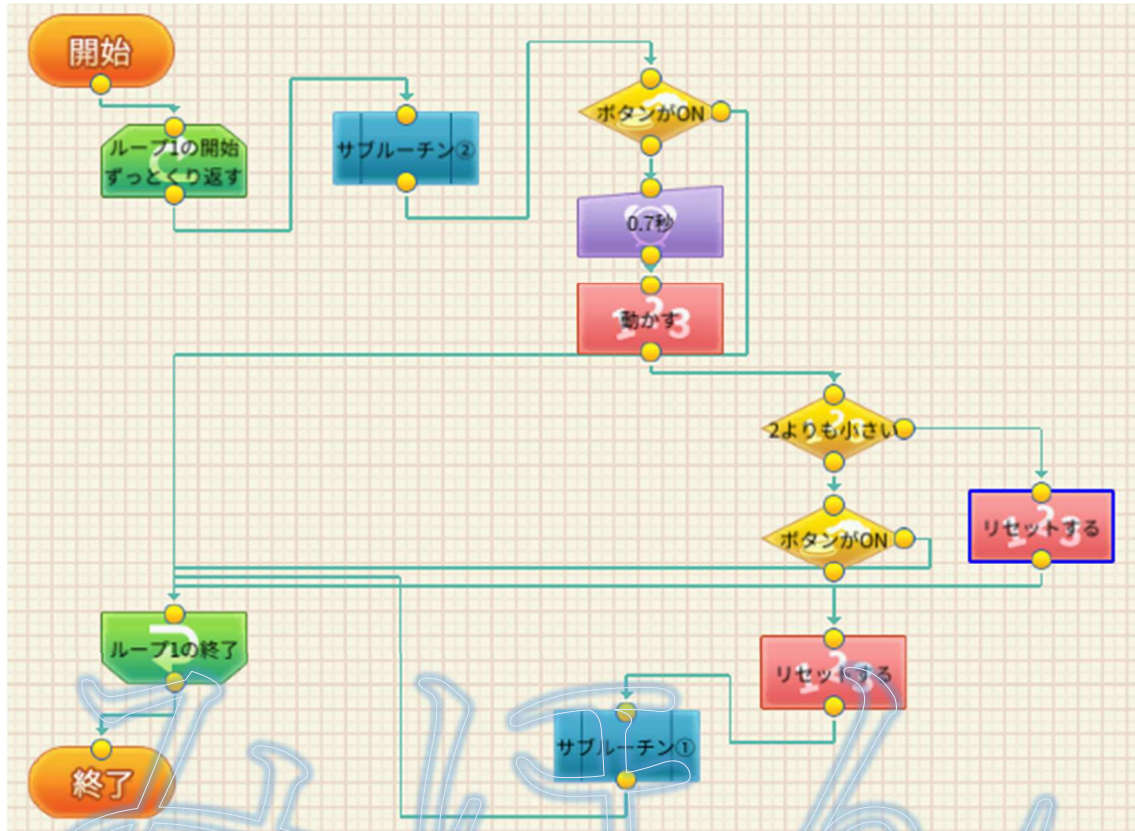 開始
ループ1の開始
ずっとくり返す
サブルーチン②
ボタンがON
0.7秒
動かす
2よりも小さい
ボタンがON
リセットする
ループ1の終了
リセットする
サブルーチン①
終了